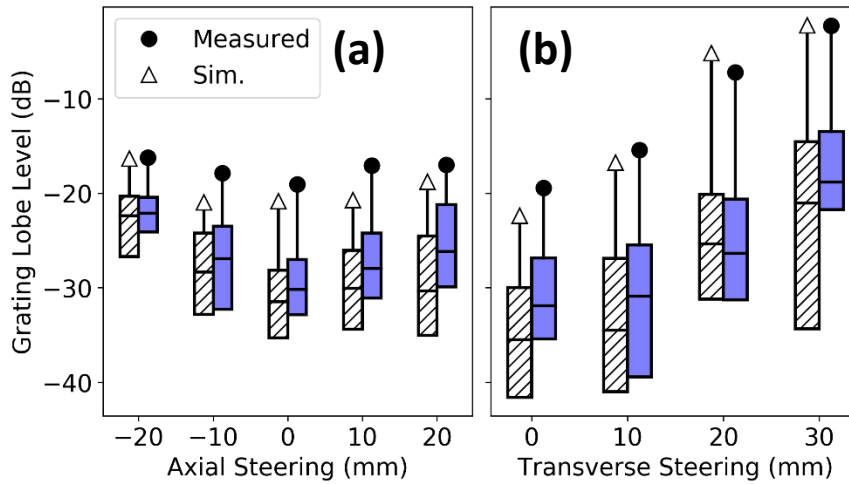 Measured
Sim.
(a)
(b)
Grating Lobe Level (dB)
−10
−20
−30
−40
−20 −10 0 10 20
0 10 20 30
Axial Steering (mm)
Transverse Steering (mm)